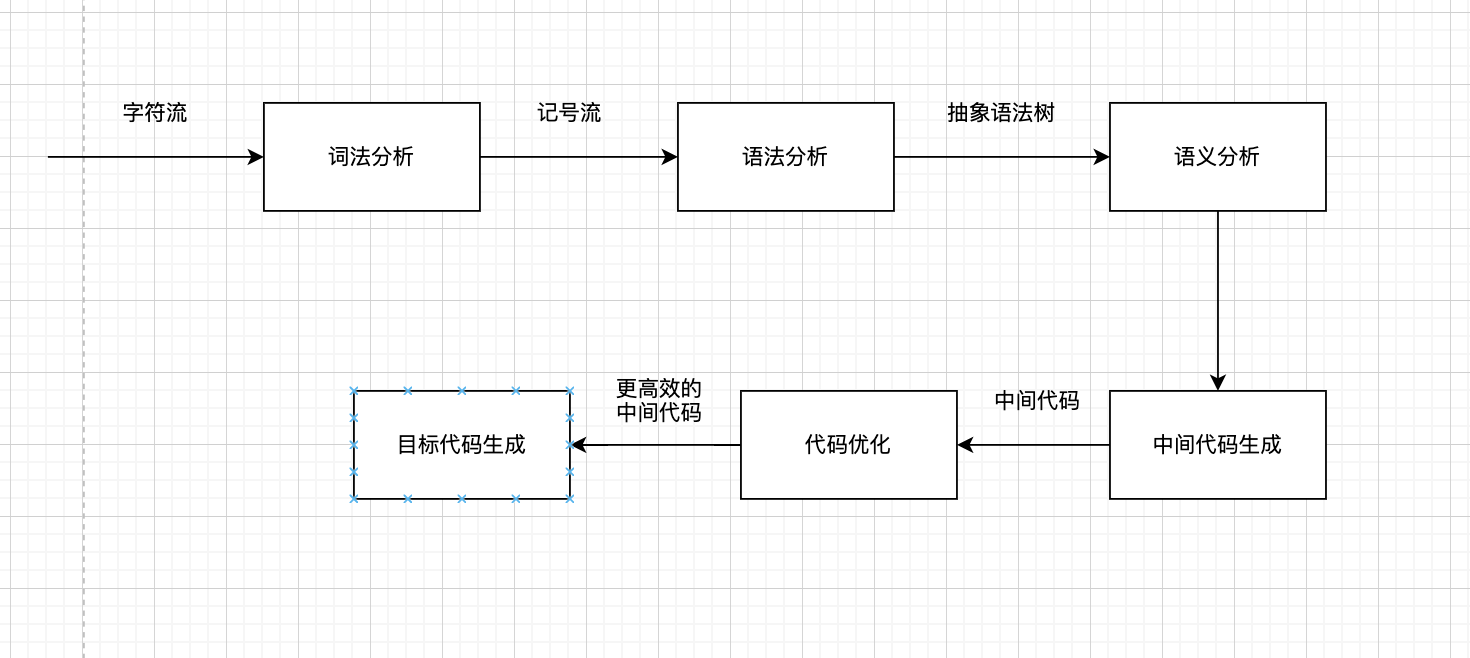 字符流
词法分析
记号流
语法分析
抽象语法树
语义分析
中间代码生成
中间代码
代码优化
更高效的
中间代码
目标代码生成